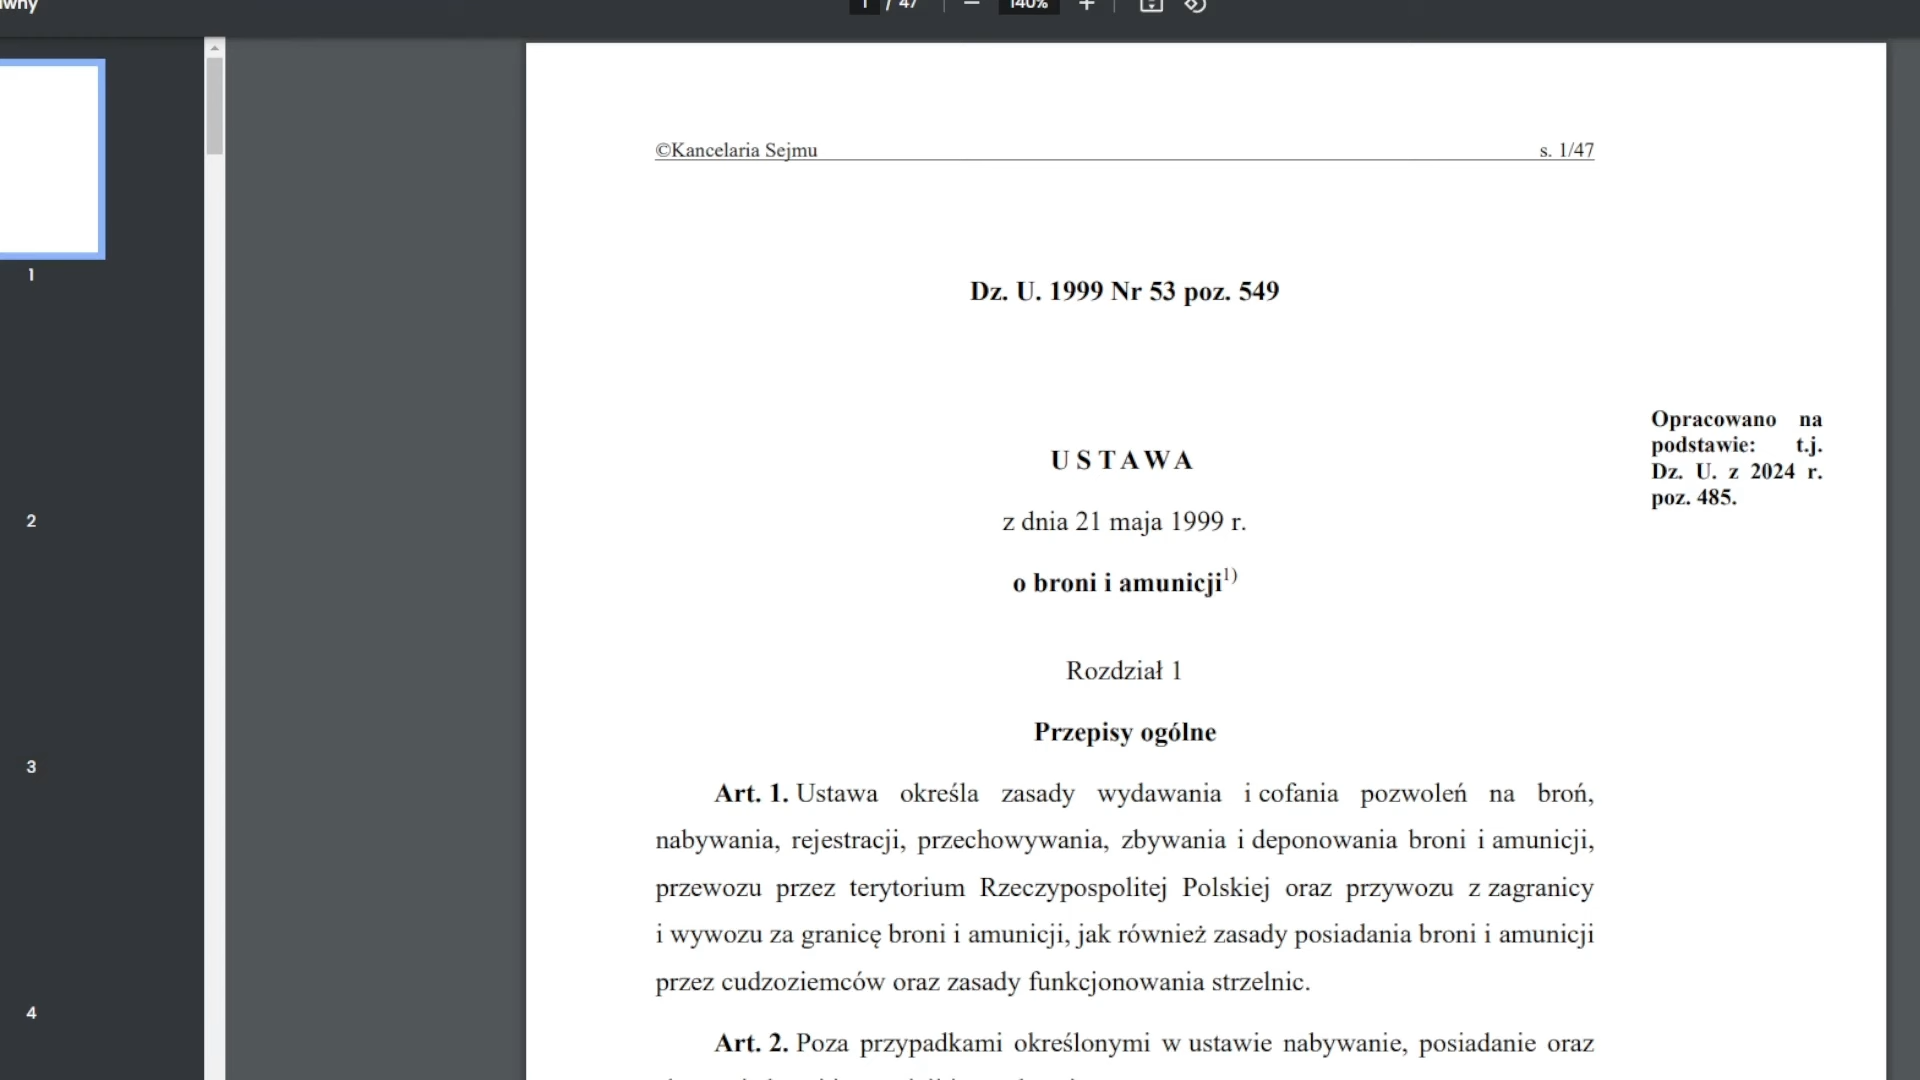 1 / 47
140%
©Kancelaria Sejmu s. 1/47
Dz. U. 1999 Nr 53 poz. 549
Opracowano na
podstawie: t.j.
Dz. U. z 2024 r.
poz. 485.
U S T A W A
z dnia 21 maja 1999 r.
o broni i amunicji1)
Rozdział 1
Przepisy ogólne
Art. 1. Ustawa określa zasady wydawania i cofania pozwoleń na broń,
nabywania, rejestracji, przechowywania, zbywania i deponowania broni i amunicji,
przewozu przez terytorium Rzeczypospolitej Polskiej oraz przywozu z zagranicy
i wywozu za granicę broni i amunicji, jak również zasady posiadania broni i amunicji
przez cudzoziemców oraz zasady funkcjonowania strzelnic.
Art. 2. Poza przypadkami określonymi w ustawie nabywanie, posiadanie oraz
1
2
3
4